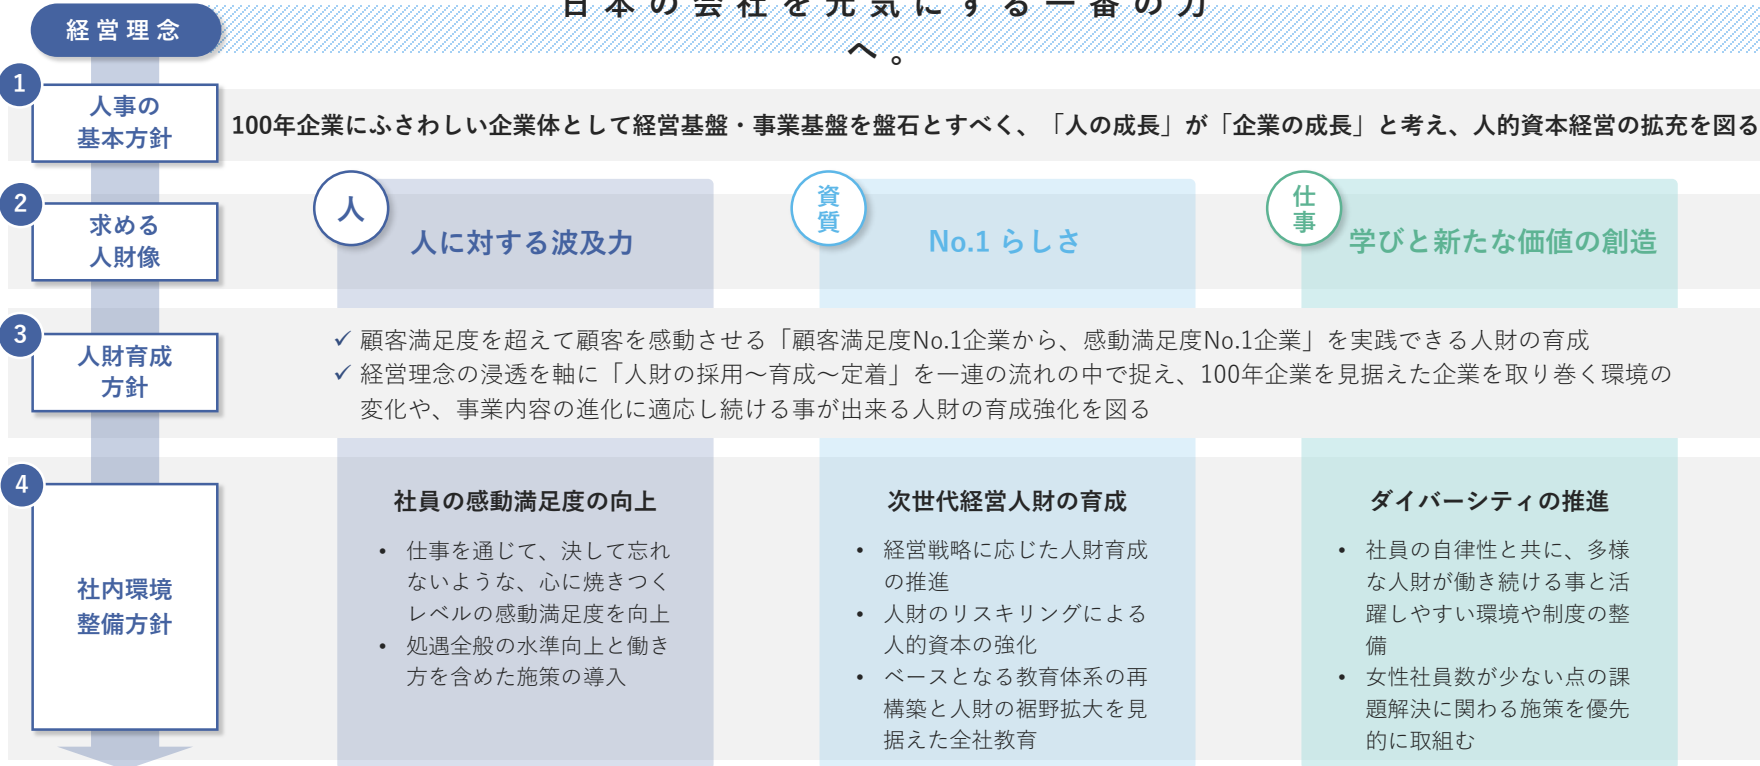 日本の会社を元気にする一番の力
へ。
経営理念
1
人事の
基本方針
100年企業にふさわしい企業体として経営基盤・事業基盤を盤石とすべく、「人の成長」が「企業の成長」と考え、人的資本経営の拡充を図る
2
求める
人財像
人
人に対する波及力
資
質
No.1 らしさ
仕
事
学びと新たな価値の創造
3
人財育成
方針
✓ 顧客満足度を超えて顧客を感動させる「顧客満足度No.1企業から、感動満足度No.1企業」を実践できる人財の育成
✓ 経営理念の浸透を軸に「人財の採用～育成～定着」を一連の流れの中で捉え、100年企業を見据えた企業を取り巻く環境の
変化や、事業内容の進化に適応し続ける事が出来る人財の育成強化を図る
4
社内環境
整備方針
社員の感動満足度の向上
• 仕事を通じて、決して忘れ
ないような、心に焼きつく
レベルの感動満足度を向上
• 処遇全般の水準向上と働き
方を含めた施策の導入
次世代経営人財の育成
• 経営戦略に応じた人財育成
の推進
• 人財のリスキリングによる
人的資本の強化
• ベースとなる教育体系の再
構築と人財の裾野拡大を見
据えた全社教育
ダイバーシティの推進
• 社員の自律性と共に、多様
な人財が働き続ける事と活
躍しやすい環境や制度の整
備
• 女性社員数が少ない点の課
題解決に関わる施策を優先
的に取組む